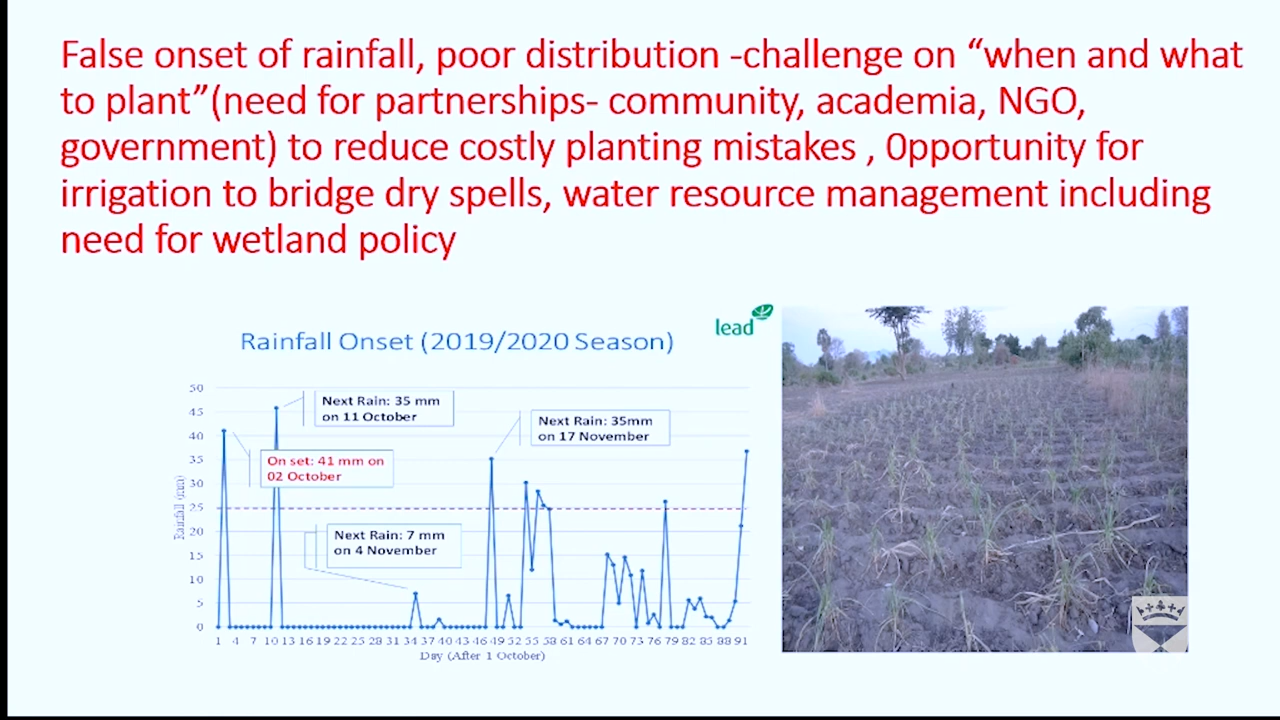 False onset of rainfall, poor distribution -challenge on “when and what
to plant”(need for partnerships- community, academia, NGO,
government) to reduce costly planting mistakes , 0pportunity for
irrigation to bridge dry spells, water resource management including
need for wetland policy
lead
Rainfall Onset (2019/2020 Season)
50
45
40
35
30
25
20
15
10
5
0
Rainfall (mm)
Next Rain: 35 mm
on 11 October
Next Rain: 35mm
on 17 November
On set: 41 mm on
02 October
Next Rain: 7 mm
on 4 November
1 4 7 10 13 16 19 22 25 28 31 34 37 40 43 46 49 52 55 58 61 64 67 70 73 76 79 82 85 88 91
Day (After 1 October)